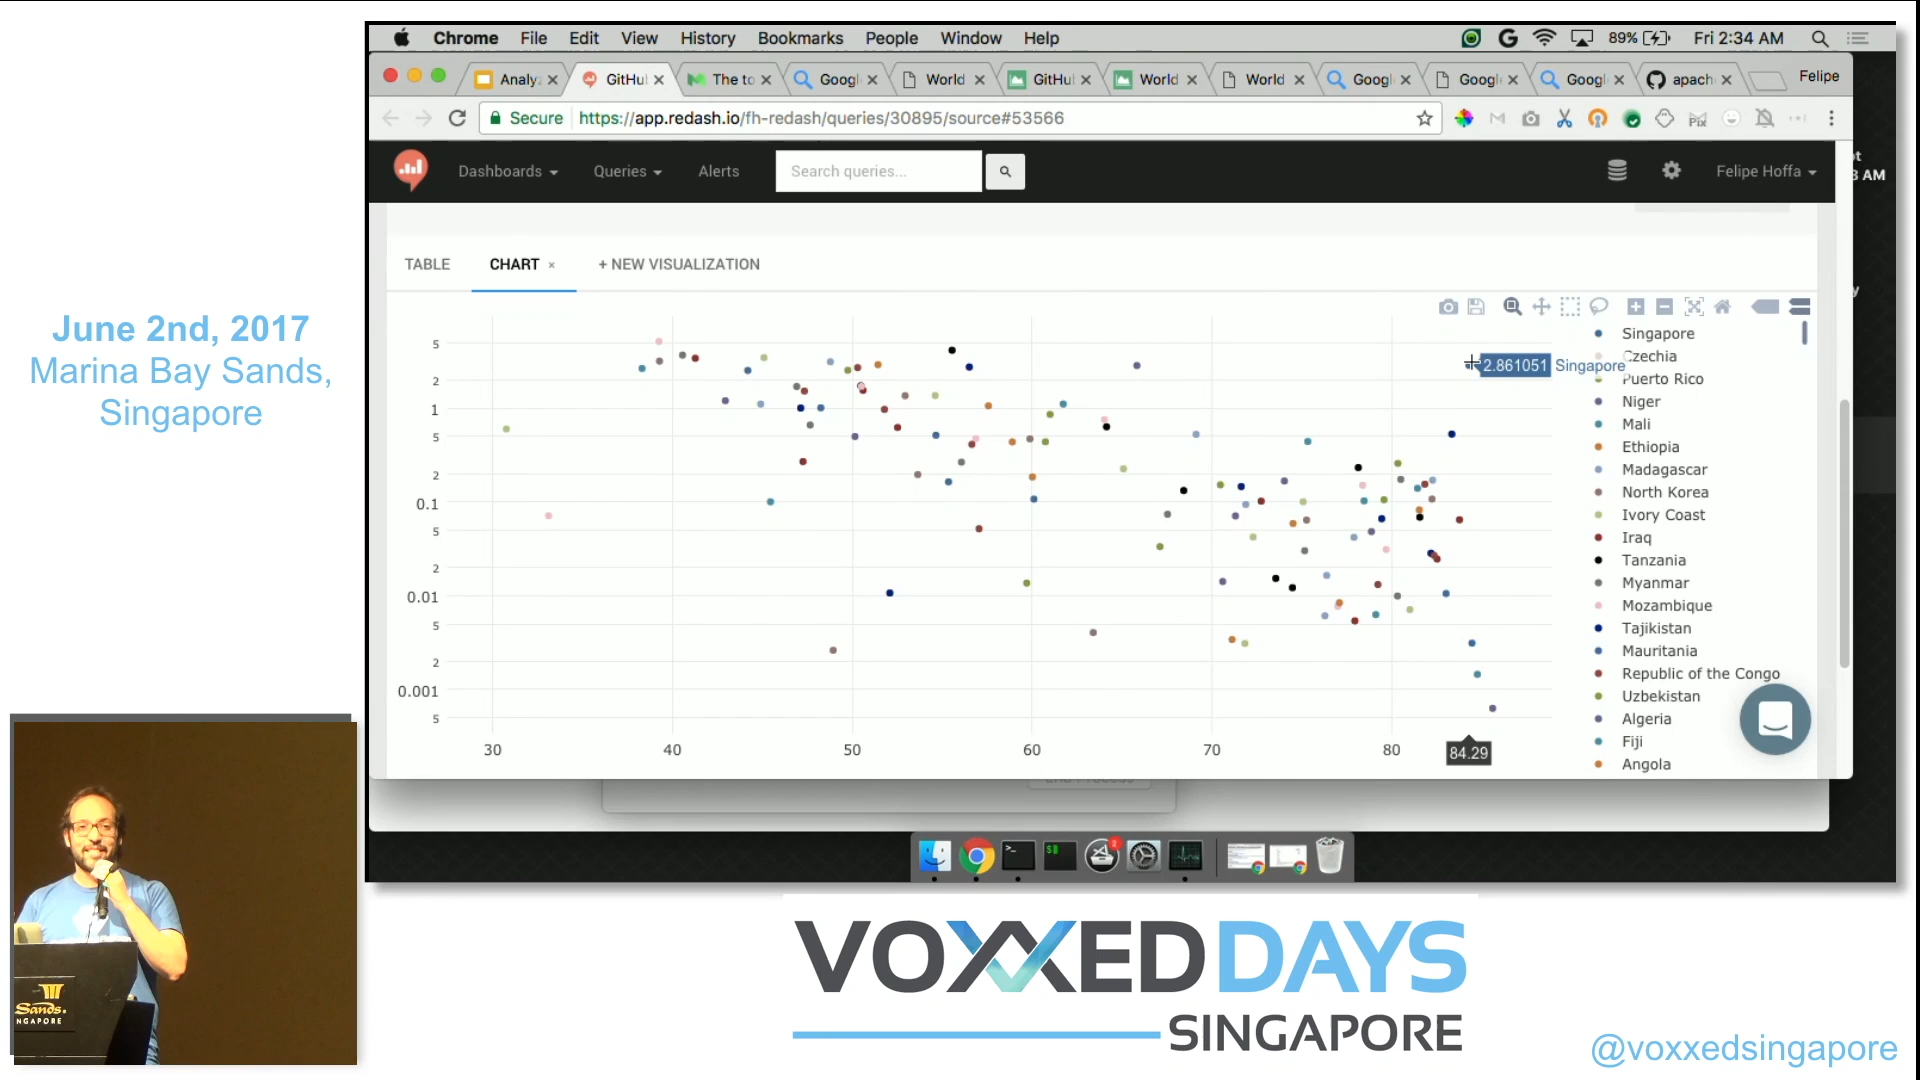 June 2nd, 2017
Marina Bay Sands,
Singapore
Chrome File Edit View History Bookmarks People Window Help
89% Fri 2:34 AM
Analy GitHu The to Googl World GitHu World World Googl Googl Googl apach Felipe
Secure https://app.redash.io/fh-redash/queries/30895/source#53566
Dashboards Queries Alerts Search queries... Felipe Hoffa
TABLE CHART × + NEW VISUALIZATION
5
2
1
5
2
0.1
5
2
0.01
5
2
0.001
5
30 40 50 60 70 80
84.29
2.861051 Singapore
Singapore
Czechia
Puerto Rico
Niger
Mali
Ethiopia
Madagascar
North Korea
Ivory Coast
Iraq
Tanzania
Myanmar
Mozambique
Tajikistan
Mauritania
Republic of the Congo
Uzbekistan
Algeria
Fiji
Angola
Sands.
NGAPORE
VOXXED DAYS
SINGAPORE
@voxxedsingapore